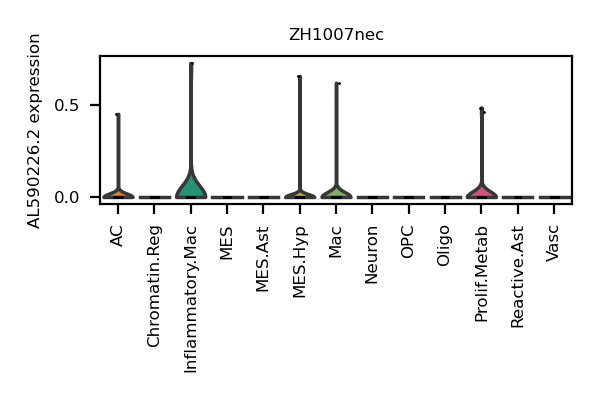 ZH1007nec
AL590226.2 expression
0.5
0.0
AC
Chromatin.Reg
Inflammatory.Mac
MES
MES.Ast
MES.Hyp
Mac
Neuron
OPC
Oligo
Prolif.Metab
Reactive.Ast
Vasc